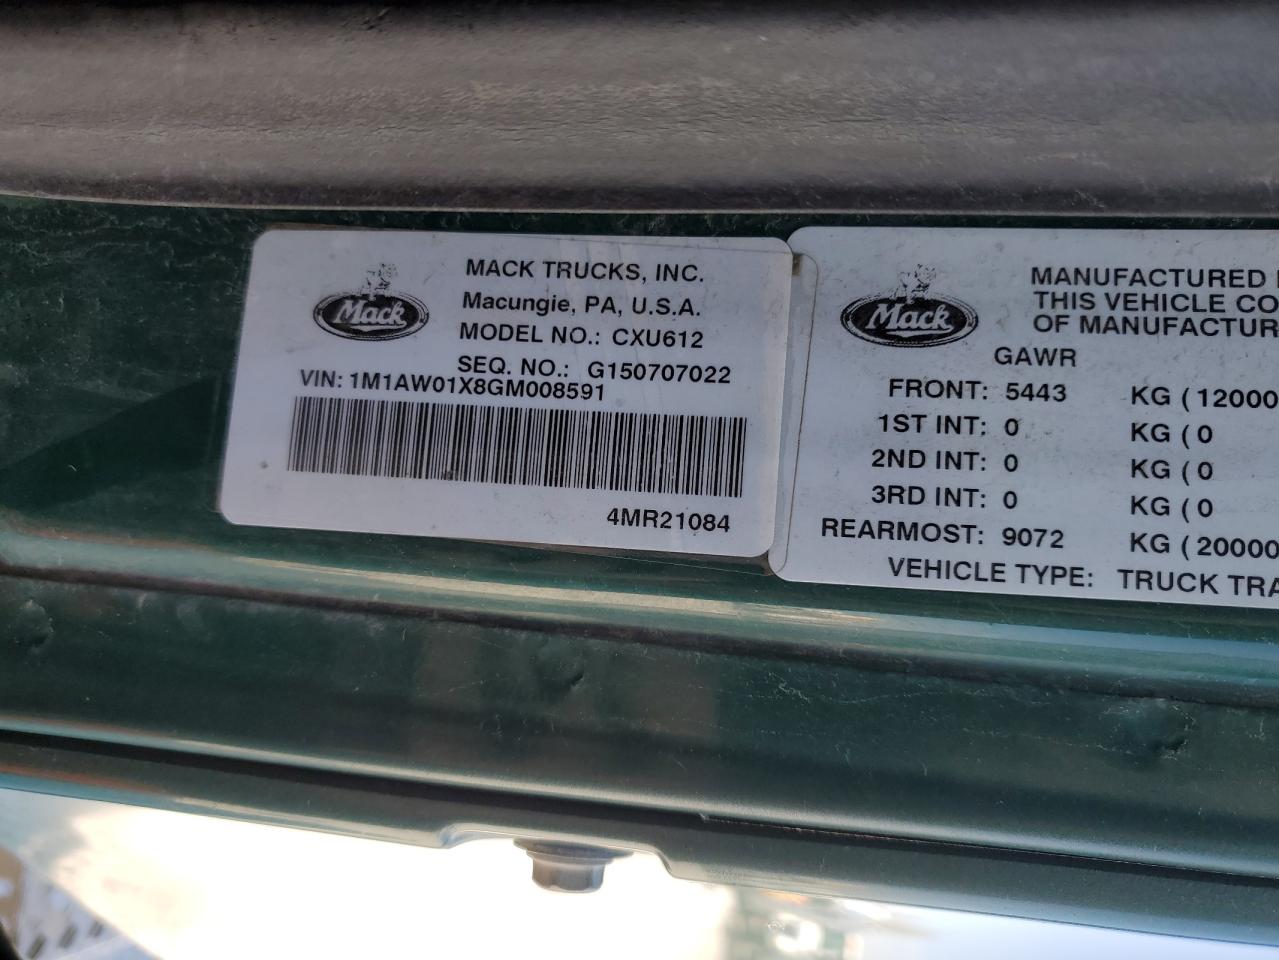 Mack
MACK TRUCKS, INC.
Macungie, PA, U.S.A.
MODEL NO.: CXU612
SEQ. NO.: G150707022
VIN: 1M1AW01X8GM008591
4MR21084
Mack
MANUFACTURED
THIS VEHICLE CO
OF MANUFACTUR
GAWR
FRONT: 5443 KG ( 12000
1ST INT: 0 KG ( 0
2ND INT: 0 KG ( 0
3RD INT: 0 KG ( 0
REARMOST: 9072 KG ( 20000
VEHICLE TYPE: TRUCK TRA